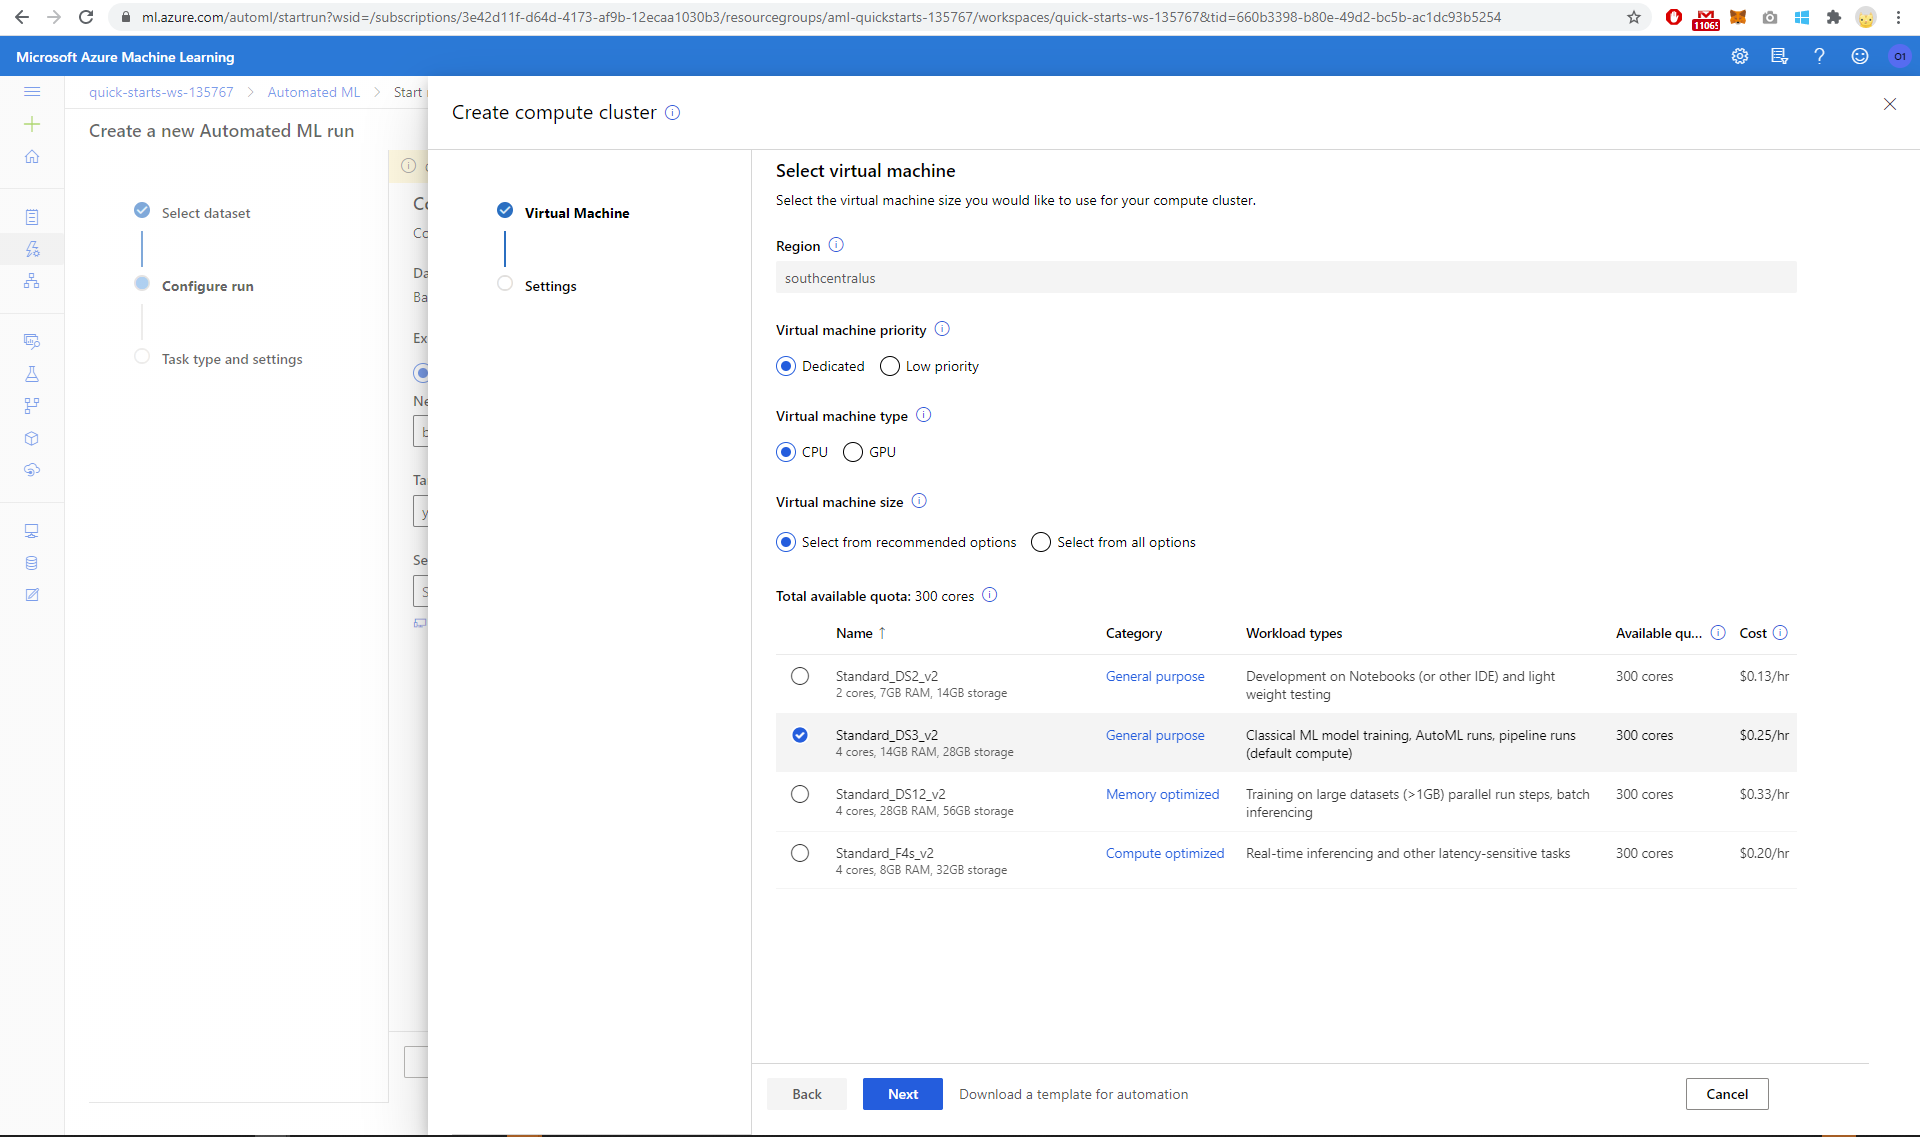 ml.azure.com/automl/startrun?wsid=/subscriptions/3e42d11f-d64d-4173-af9b-12ecaa1030b3/resourcegroups/aml-quickstarts-135767/workspaces/quick-starts-ws-135767&tid=660b3398-b80e-49d2-bc5b-ac1dc93b5254
11065
Microsoft Azure Machine Learning
O1
quick-starts-ws-135767 > Automated ML > Start
Create a new Automated ML run
Select dataset
Configure run
Task type and settings
Create compute cluster
Virtual Machine
Settings
Select virtual machine
Select the virtual machine size you would like to use for your compute cluster.
Region
southcentralus
Virtual machine priority
Dedicated Low priority
Virtual machine type
CPU GPU
Virtual machine size
Select from recommended options Select from all options
Total available quota: 300 cores
Name ↑ Category Workload types Available qu... Cost
Standard_DS2_v2 General purpose Development on Notebooks (or other IDE) and light 300 cores $0.13/hr
2 cores, 7GB RAM, 14GB storage weight testing
Standard_DS3_v2 General purpose Classical ML model training, AutoML runs, pipeline runs 300 cores $0.25/hr
4 cores, 14GB RAM, 28GB storage (default compute)
Standard_DS12_v2 Memory optimized Training on large datasets (>1GB) parallel run steps, batch 300 cores $0.33/hr
4 cores, 28GB RAM, 56GB storage inferencing
Standard_F4s_v2 Compute optimized Real-time inferencing and other latency-sensitive tasks 300 cores $0.20/hr
4 cores, 8GB RAM, 32GB storage
Back Next Download a template for automation Cancel